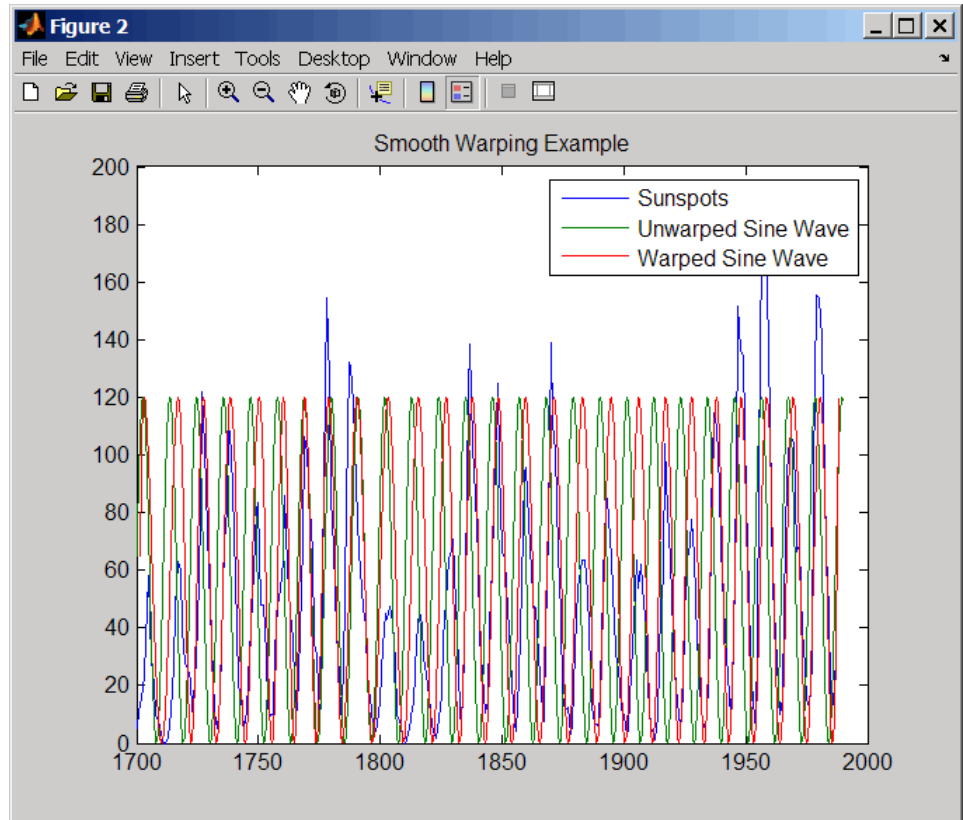 Figure 2
File Edit View Insert Tools Desktop Window Help
Smooth Warping Example
200
180
160
140
120
100
80
60
40
20
0
Sunspots
Unwarped Sine Wave
Warped Sine Wave
1700 1750 1800 1850 1900 1950 2000